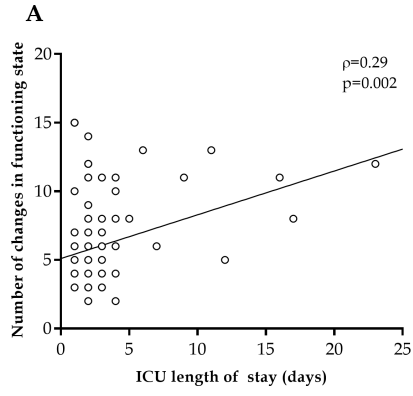 A
Number of changes in functioning state
20
15
10
5
0
ρ=0.29
p=0.002
0 5 10 15 20 25
ICU length of stay (days)